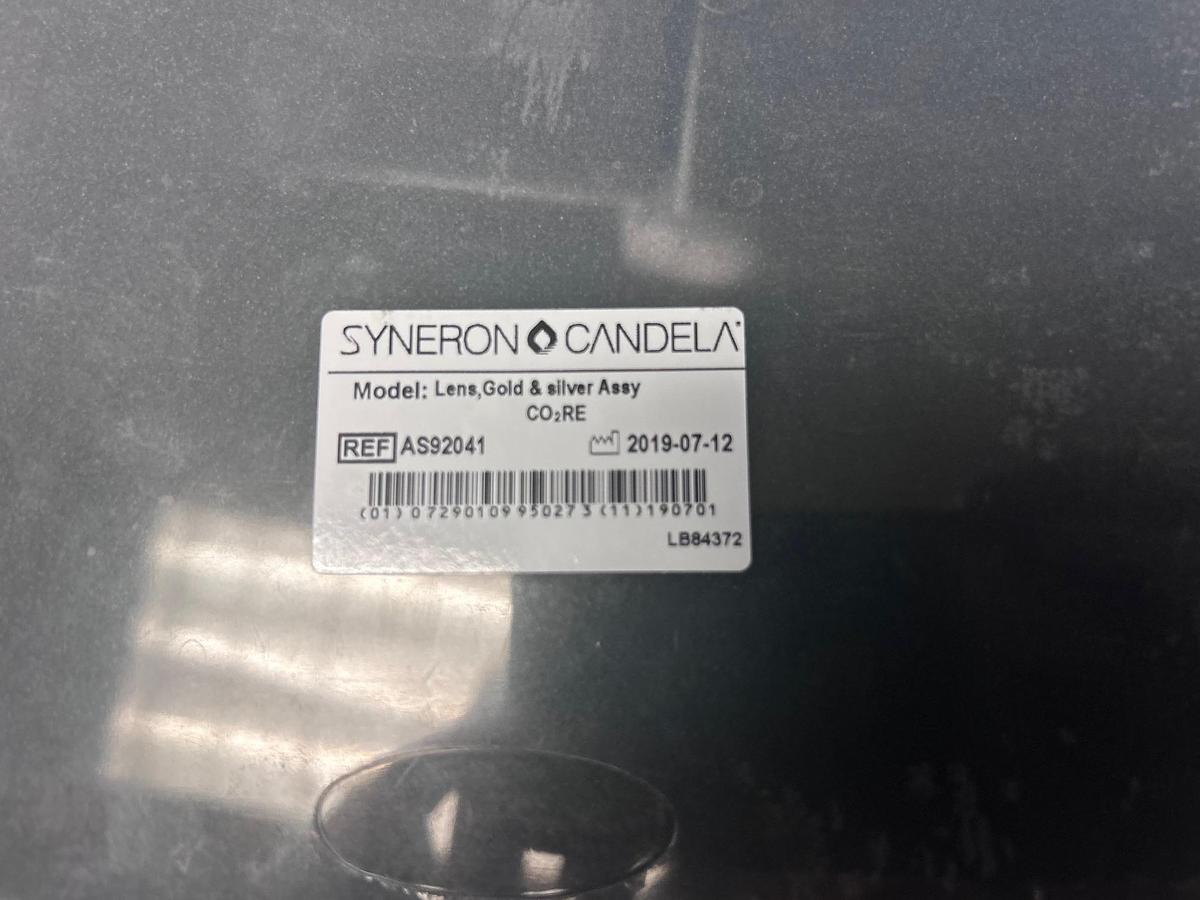 SYNERON CANDELA
Model: Lens,Gold & silver Assy
CO₂RE
REF AS92041 2019-07-12
(01)07290109950273(11)190701
LB84372